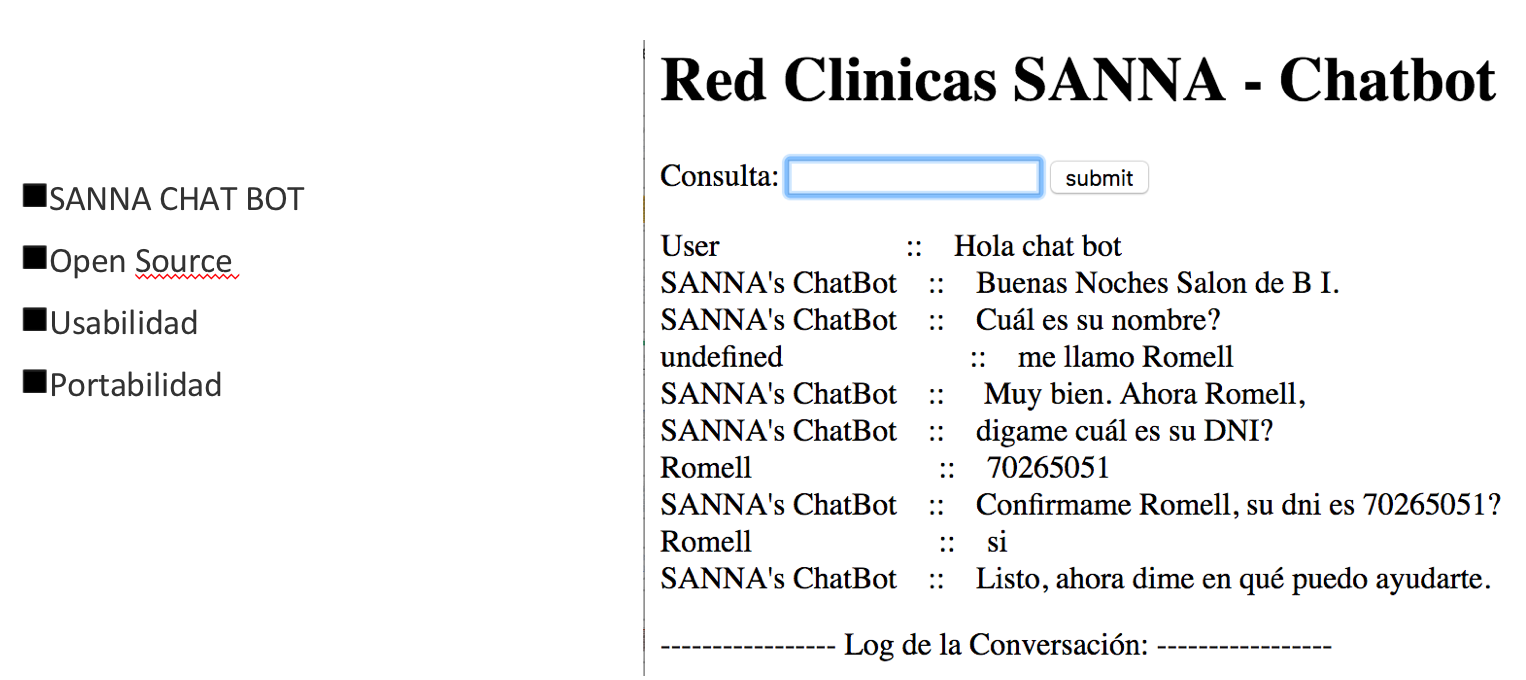 SANNA CHAT BOT
Open Source
Usabilidad
Portabilidad
Red Clinicas SANNA - Chatbot
Consulta: submit
User :: Hola chat bot
SANNA's ChatBot :: Buenas Noches Salon de B I.
SANNA's ChatBot :: Cuál es su nombre?
undefined :: me llamo Romell
SANNA's ChatBot :: Muy bien. Ahora Romell,
SANNA's ChatBot :: digame cuál es su DNI?
Romell :: 70265051
SANNA's ChatBot :: Confirmame Romell, su dni es 70265051?
Romell :: si
SANNA's ChatBot :: Listo, ahora dime en qué puedo ayudarte.
----------------- Log de la Conversación: -----------------